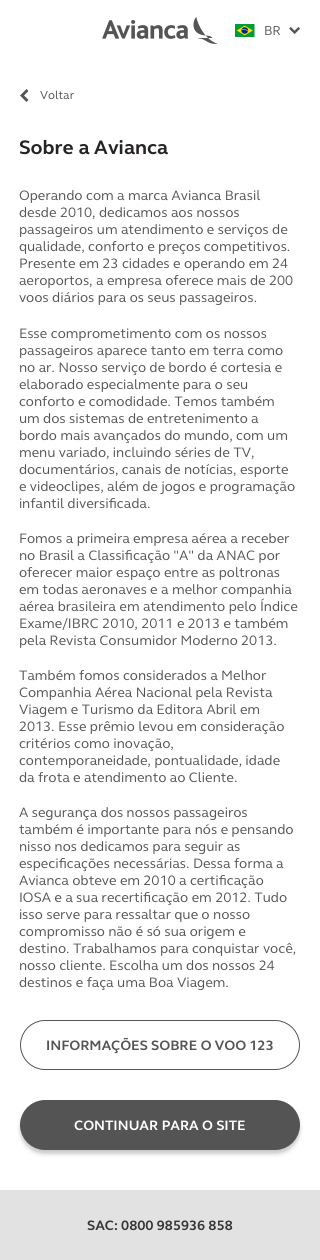 Avianca
BR
Voltar
Sobre a Avianca
Operando com a marca Avianca Brasil
desde 2010, dedicamos aos nossos
passageiros um atendimento e serviços de
qualidade, conforto e preços competitivos.
Presente em 23 cidades e operando em 24
aeroportos, a empresa oferece mais de 200
voos diários para os seus passageiros.
Esse comprometimento com os nossos
passageiros aparece tanto em terra como
no ar. Nosso serviço de bordo é cortesia e
elaborado especialmente para o seu
conforto e comodidade. Temos também
um dos sistemas de entretenimento a
bordo mais avançados do mundo, com um
menu variado, incluindo séries de TV,
documentários, canais de notícias, esporte
e videoclipes, além de jogos e programação
infantil diversificada.
Fomos a primeira empresa aérea a receber
no Brasil a Classificação "A" da ANAC por
oferecer maior espaço entre as poltronas
em todas aeronaves e a melhor companhia
aérea brasileira em atendimento pelo Índice
Exame/IBRC 2010, 2011 e 2013 e também
pela Revista Consumidor Moderno 2013.
Também fomos considerados a Melhor
Companhia Aérea Nacional pela Revista
Viagem e Turismo da Editora Abril em
2013. Esse prêmio levou em consideração
critérios como inovação,
contemporaneidade, pontualidade, idade
da frota e atendimento ao Cliente.
A segurança dos nossos passageiros
também é importante para nós e pensando
nisso nos dedicamos para seguir as
especificações necessárias. Dessa forma a
Avianca obteve em 2010 a certificação
IOSA e a sua recertificação em 2012. Tudo
isso serve para ressaltar que o nosso
compromisso não é só sua origem e
destino. Trabalhamos para conquistar você,
nosso cliente. Escolha um dos nossos 24
destinos e faça uma Boa Viagem.
INFORMAÇÕES SOBRE O VOO 123
CONTINUAR PARA O SITE
SAC: 0800 985936 858